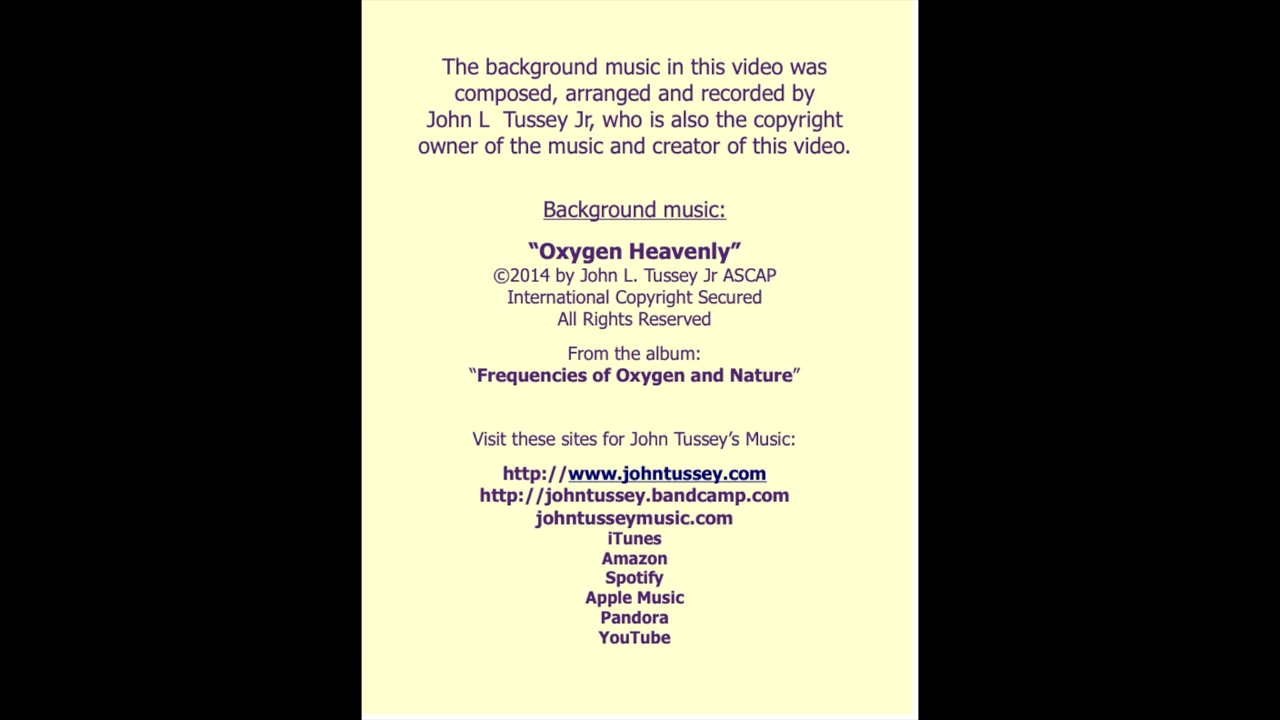 The background music in this video was
composed, arranged and recorded by
John L  Tussey Jr, who is also the copyright
owner of the music and creator of this video.
Background music:
“Oxygen Heavenly”
©2014 by John L. Tussey Jr ASCAP
International Copyright Secured
All Rights Reserved
From the album:
“Frequencies of Oxygen and Nature”
Visit these sites for John Tussey’s Music:
http://www.johntussey.com
http://johntussey.bandcamp.com
johntusseymusic.com
iTunes
Amazon
Spotify
Apple Music
Pandora
YouTube